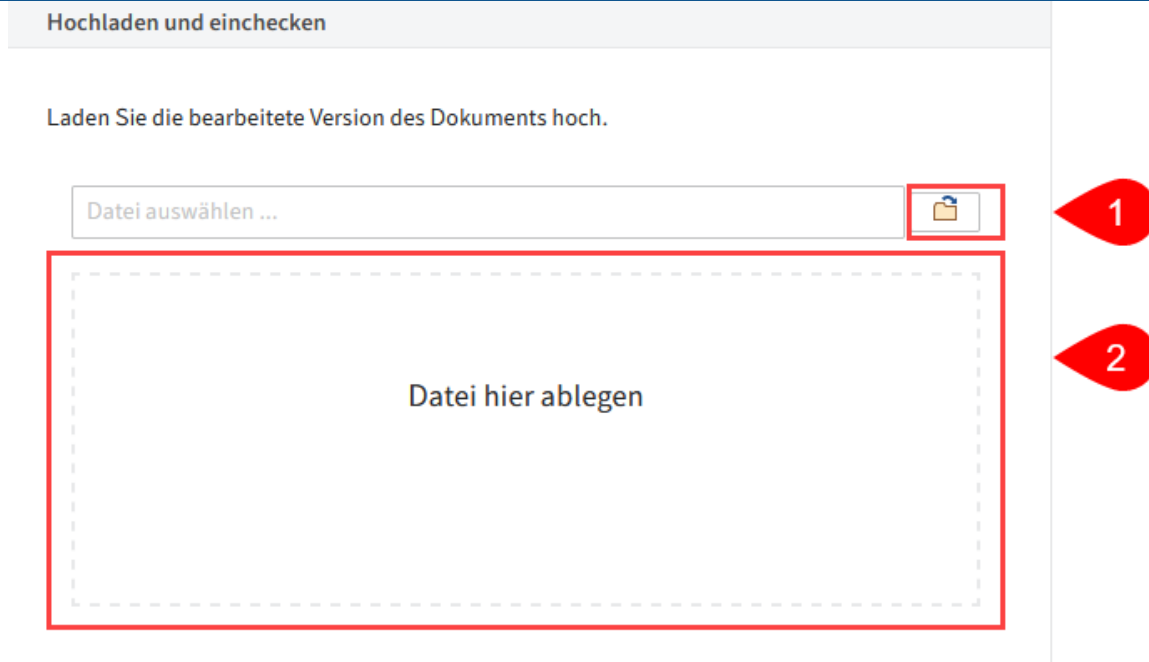 Hochladen und einchecken
Laden Sie die bearbeitete Version des Dokuments hoch.
Datei auswählen ...
1
Datei hier ablegen
2